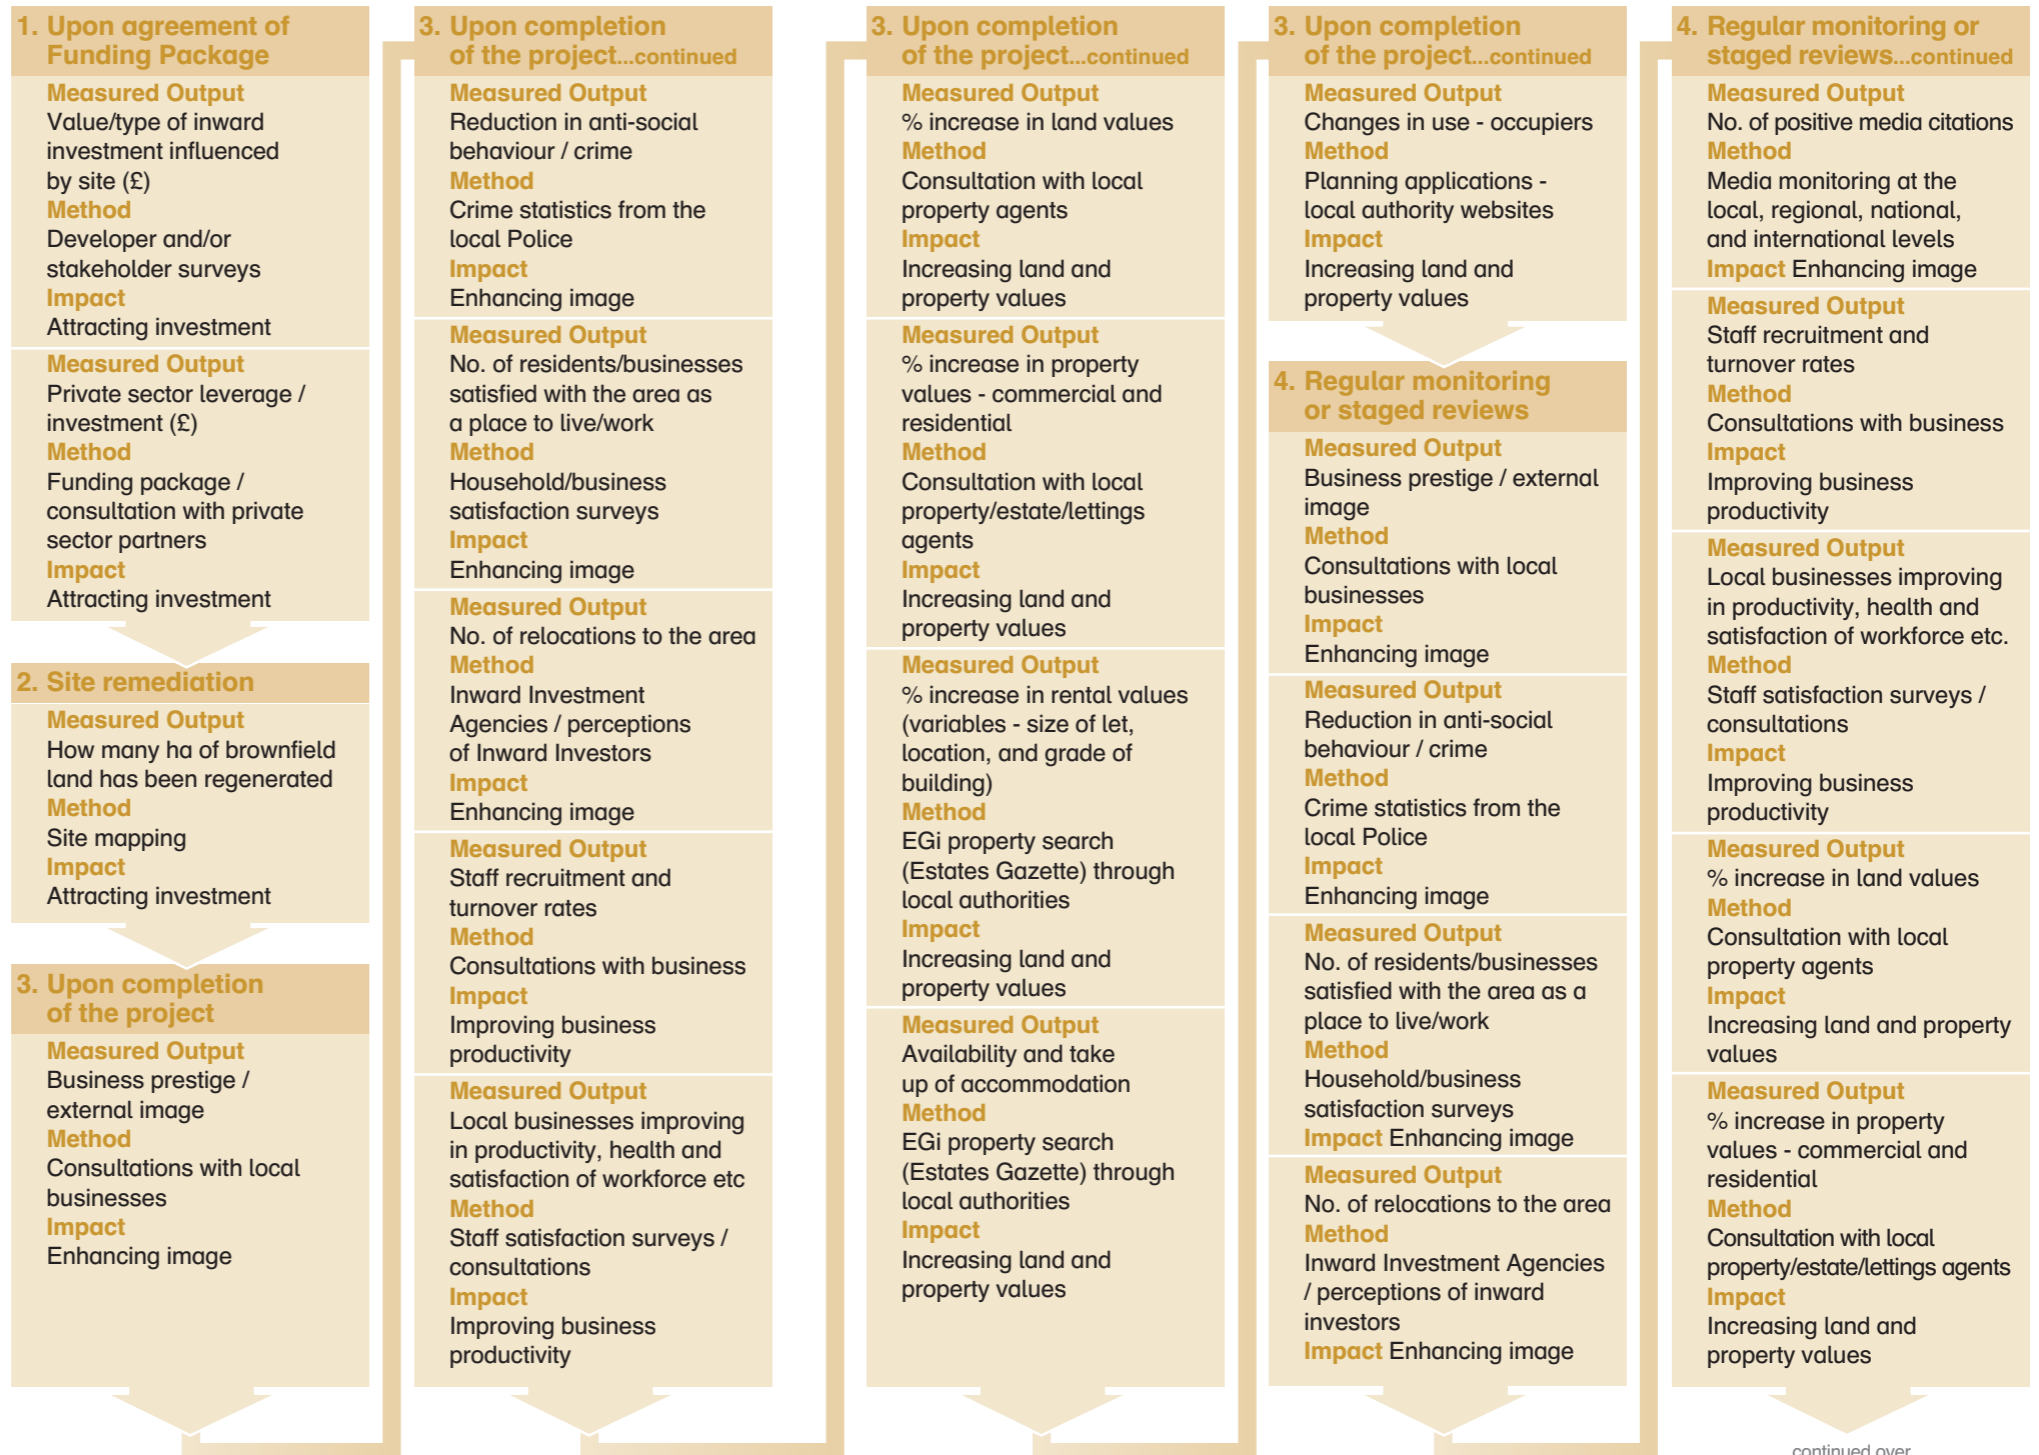 1. Upon agreement of
Funding Package
Measured Output
Value/type of inward
investment influenced
by site (£)
Method
Developer and/or
stakeholder surveys
Impact
Attracting investment
Measured Output
Private sector leverage /
investment (£)
Method
Funding package /
consultation with private
sector partners
Impact
Attracting investment
2. Site remediation
Measured Output
How many ha of brownfield
land has been regenerated
Method
Site mapping
Impact
Attracting investment
3. Upon completion
of the project
Measured Output
Business prestige /
external image
Method
Consultations with local
businesses
Impact
Enhancing image
3. Upon completion
of the project...continued
Measured Output
Reduction in anti-social
behaviour / crime
Method
Crime statistics from the
local Police
Impact
Enhancing image
Measured Output
No. of residents/businesses
satisfied with the area as
a place to live/work
Method
Household/business
satisfaction surveys
Impact
Enhancing image
Measured Output
No. of relocations to the area
Method
Inward Investment
Agencies / perceptions
of Inward Investors
Impact
Enhancing image
Measured Output
Staff recruitment and
turnover rates
Method
Consultations with business
Impact
Improving business
productivity
Measured Output
Local businesses improving
in productivity, health and
satisfaction of workforce etc
Method
Staff satisfaction surveys /
consultations
Impact
Improving business
productivity
3. Upon completion
of the project...continued
Measured Output
% increase in land values
Method
Consultation with local
property agents
Impact
Increasing land and
property values
Measured Output
% increase in property
values - commercial and
residential
Method
Consultation with local
property/estate/lettings
agents
Impact
Increasing land and
property values
Measured Output
% increase in rental values
(variables - size of let,
location, and grade of
building)
Method
EGi property search
(Estates Gazette) through
local authorities
Impact
Increasing land and
property values
Measured Output
Availability and take
up of accommodation
Method
EGi property search
(Estates Gazette) through
local authorities
Impact
Increasing land and
property values
3. Upon completion
of the project...continued
Measured Output
Changes in use - occupiers
Method
Planning applications -
local authority websites
Impact
Increasing land and
property values
4. Regular monitoring
or staged reviews
Measured Output
Business prestige / external
image
Method
Consultations with local
businesses
Impact
Enhancing image
Measured Output
Reduction in anti-social
behaviour / crime
Method
Crime statistics from the
local Police
Impact
Enhancing image
Measured Output
No. of residents/businesses
satisfied with the area as a
place to live/work
Method
Household/business
satisfaction surveys
Impact Enhancing image
Measured Output
No. of relocations to the area
Method
Inward Investment Agencies
/ perceptions of inward
investors
Impact Enhancing image
4. Regular monitoring or
staged reviews...continued
Measured Output
No. of positive media citations
Method
Media monitoring at the
local, regional, national,
and international levels
Impact Enhancing image
Measured Output
Staff recruitment and
turnover rates
Method
Consultations with business
Impact
Improving business
productivity
Measured Output
Local businesses improving
in productivity, health and
satisfaction of workforce etc.
Method
Staff satisfaction surveys /
consultations
Impact
Improving business
productivity
Measured Output
% increase in land values
Method
Consultation with local
property agents
Impact
Increasing land and property
values
Measured Output
% increase in property
values - commercial and
residential
Method
Consultation with local
property/estate/lettings agents
Impact
Increasing land and
property values
continued over